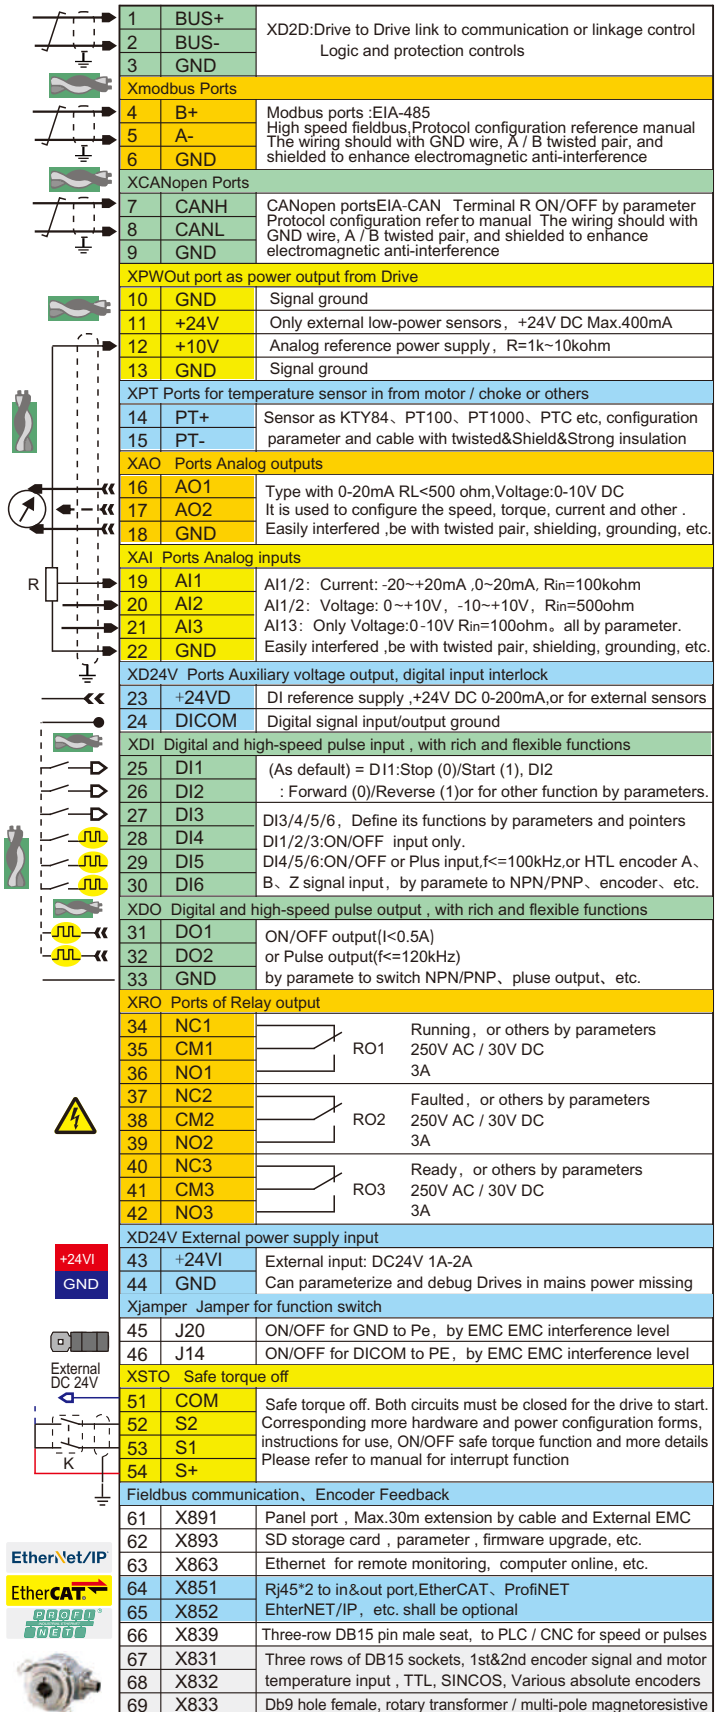 1 BUS+ XD2D:Drive to Drive link to communication or linkage control
2 BUS- Logic and protection controls
3 GND
Xmodbus Ports
4 B+ Modbus ports :EIA-485
5 A- High speed fieldbus,Protocol configuration reference manual
The wiring should with GND wire, A / B twisted pair, and
6 GND shielded to enhance electromagnetic anti-interference
XCANopen Ports
7 CANH CANopen portsEIA-CAN Terminal R ON/OFF by parameter
8 CANL Protocol configuration refer to manual The wiring should with
GND wire, A / B twisted pair, and shielded to enhance
9 GND electromagnetic anti-interference
XPWOut port as power output from Drive
10 GND Signal ground
11 +24V Only external low-power sensors, +24V DC Max.400mA
12 +10V Analog reference power supply, R=1k~10kohm
13 GND Signal ground
XPT Ports for temperature sensor in from motor / choke or others
14 PT+ Sensor as KTY84、PT100、PT1000、PTC etc, configuration
15 PT- parameter and cable with twisted&Shield&Strong insulation
XAO Ports Analog outputs
16 AO1 Type with 0-20mA RL<500 ohm,Voltage:0-10V DC
17 AO2 It is used to configure the speed, torque, current and other .
18 GND Easily interfered ,be with twisted pair, shielding, grounding, etc.
XAI Ports Analog inputs
R
19 AI1 AI1/2: Current: -20~+20mA ,0~20mA, Rin=100kohm
20 AI2 AI1/2: Voltage: 0~+10V, -10~+10V, Rin=500ohm
21 AI3 AI13: Only Voltage:0-10V Rin=100ohm。all by parameter.
22 GND Easily interfered ,be with twisted pair, shielding, grounding, etc.
XD24V Ports Auxiliary voltage output, digital input interlock
23 +24VD DI reference supply ,+24V DC 0-200mA,or for external sensors
24 DICOM Digital signal input/output ground
XDI Digital and high-speed pulse input , with rich and flexible functions
25 DI1 (As default) = DI1:Stop (0)/Start (1), DI2
26 DI2 : Forward (0)/Reverse (1)or for other function by parameters.
27 DI3 DI3/4/5/6, Define its functions by parameters and pointers
28 DI4 DI1/2/3:ON/OFF input only.
29 DI5 DI4/5/6:ON/OFF or Plus input,f<=100kHz,or HTL encoder A、
30 DI6 B、Z signal input, by paramete to NPN/PNP、encoder、etc.
XDO Digital and high-speed pulse output , with rich and flexible functions
31 DO1 ON/OFF output(I<0.5A)
32 DO2 or Pulse output(f<=120kHz)
33 GND by paramete to switch NPN/PNP、pluse output、etc.
XRO Ports of Relay output
34 NC1 Running, or others by parameters
35 CM1 RO1 250V AC / 30V DC
36 NO1 3A
37 NC2 Faulted, or others by parameters
38 CM2 RO2 250V AC / 30V DC
39 NO2 3A
40 NC3 Ready, or others by parameters
41 CM3 RO3 250V AC / 30V DC
42 NO3 3A
XD24V External power supply input
+24VI
43 +24VI External input: DC24V 1A-2A
GND
44 GND Can parameterize and debug Drives in mains power missing
Xjamper Jamper for function switch
45 J20 ON/OFF for GND to Pe, by EMC EMC interference level
46 J14 ON/OFF for DICOM to PE, by EMC EMC interference level
External
DC 24V
XSTO Safe torque off
51 COM Safe torque off. Both circuits must be closed for the drive to start.
52 S2 Corresponding more hardware and power configuration forms,
53 S1 instructions for use, ON/OFF safe torque function and more details
K
54 S+ Please refer to manual for interrupt function
Fieldbus communication、Encoder Feedback
61 X891 Panel port , Max.30m extension by cable and External EMC
62 X893 SD storage card , parameter , firmware upgrade, etc.
EtherNet/IP
63 X863 Ethernet for remote monitoring, computer online, etc.
EtherCAT
64 X851 Rj45*2 to in&out port,EtherCAT、ProfiNET
65 X852 EhterNET/IP, etc. shall be optional
PROFI
NET
66 X839 Three-row DB15 pin male seat, to PLC / CNC for speed or pulses
67 X831 Three rows of DB15 sockets, 1st&2nd encoder signal and motor
68 X832 temperature input , TTL, SINCOS, Various absolute encoders
69 X833 Db9 hole female, rotary transformer / multi-pole magnetoresistive